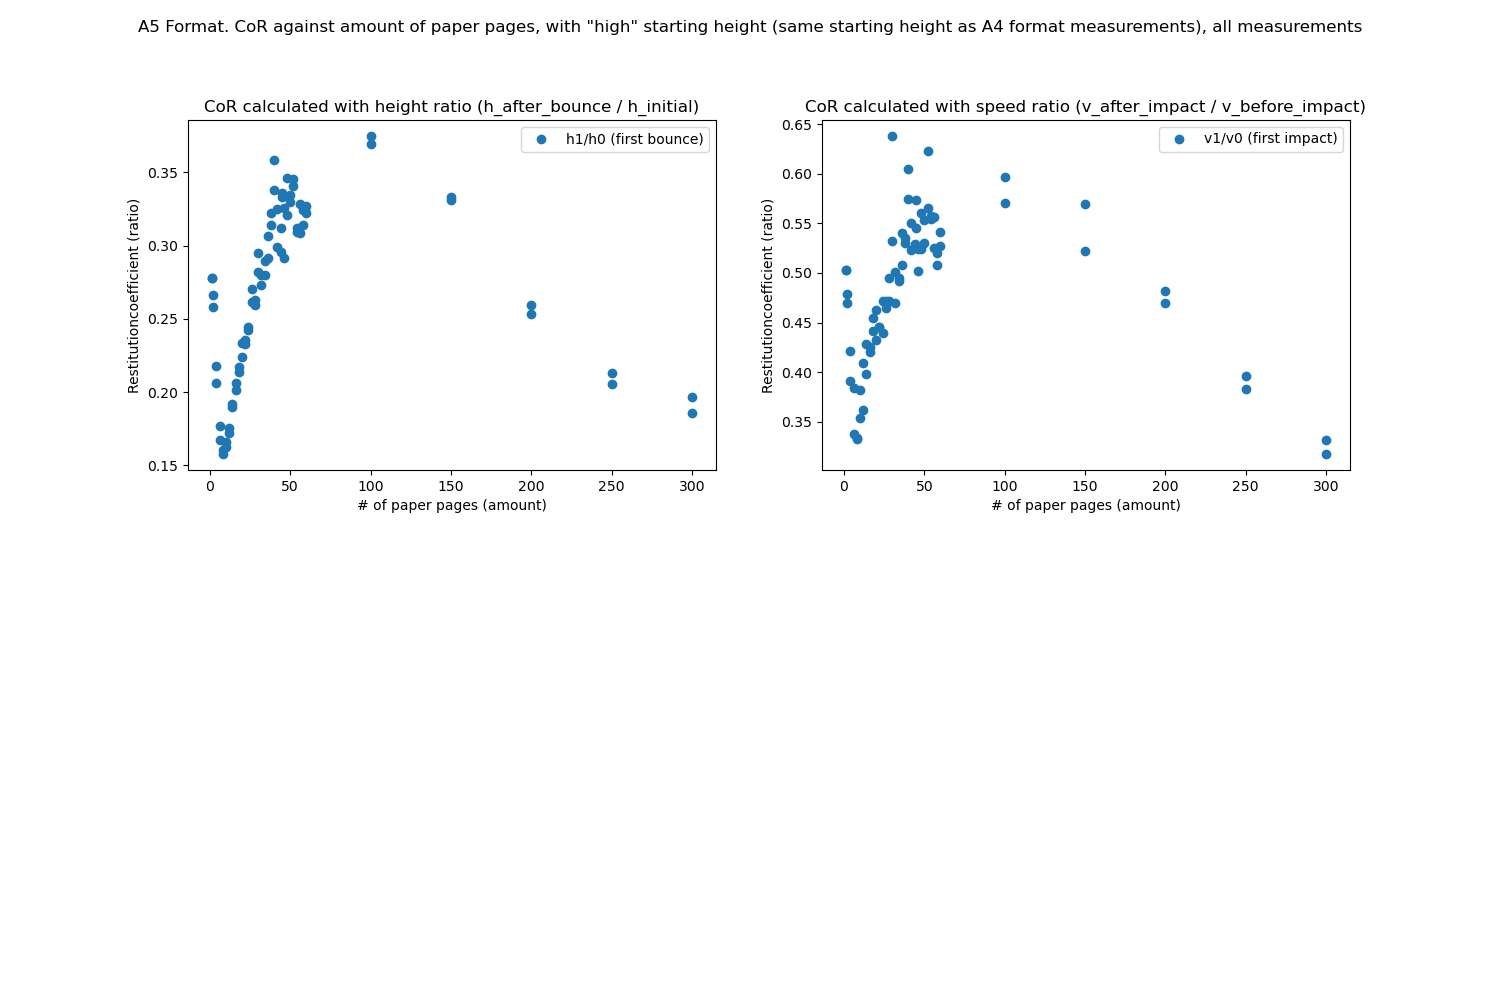 A5 Format. CoR against amount of paper pages, with "high" starting height (same starting height as A4 format measurements), all measurements
CoR calculated with height ratio (h_after_bounce / h_initial)
h1/h0 (first bounce)
Restitutioncoefficient (ratio)
0.35
0.30
0.25
0.20
0.15
0 50 100 150 200 250 300
# of paper pages (amount)
CoR calculated with speed ratio (v_after_impact / v_before_impact)
v1/v0 (first impact)
Restitutioncoefficient (ratio)
0.65
0.60
0.55
0.50
0.45
0.40
0.35
0 50 100 150 200 250 300
# of paper pages (amount)